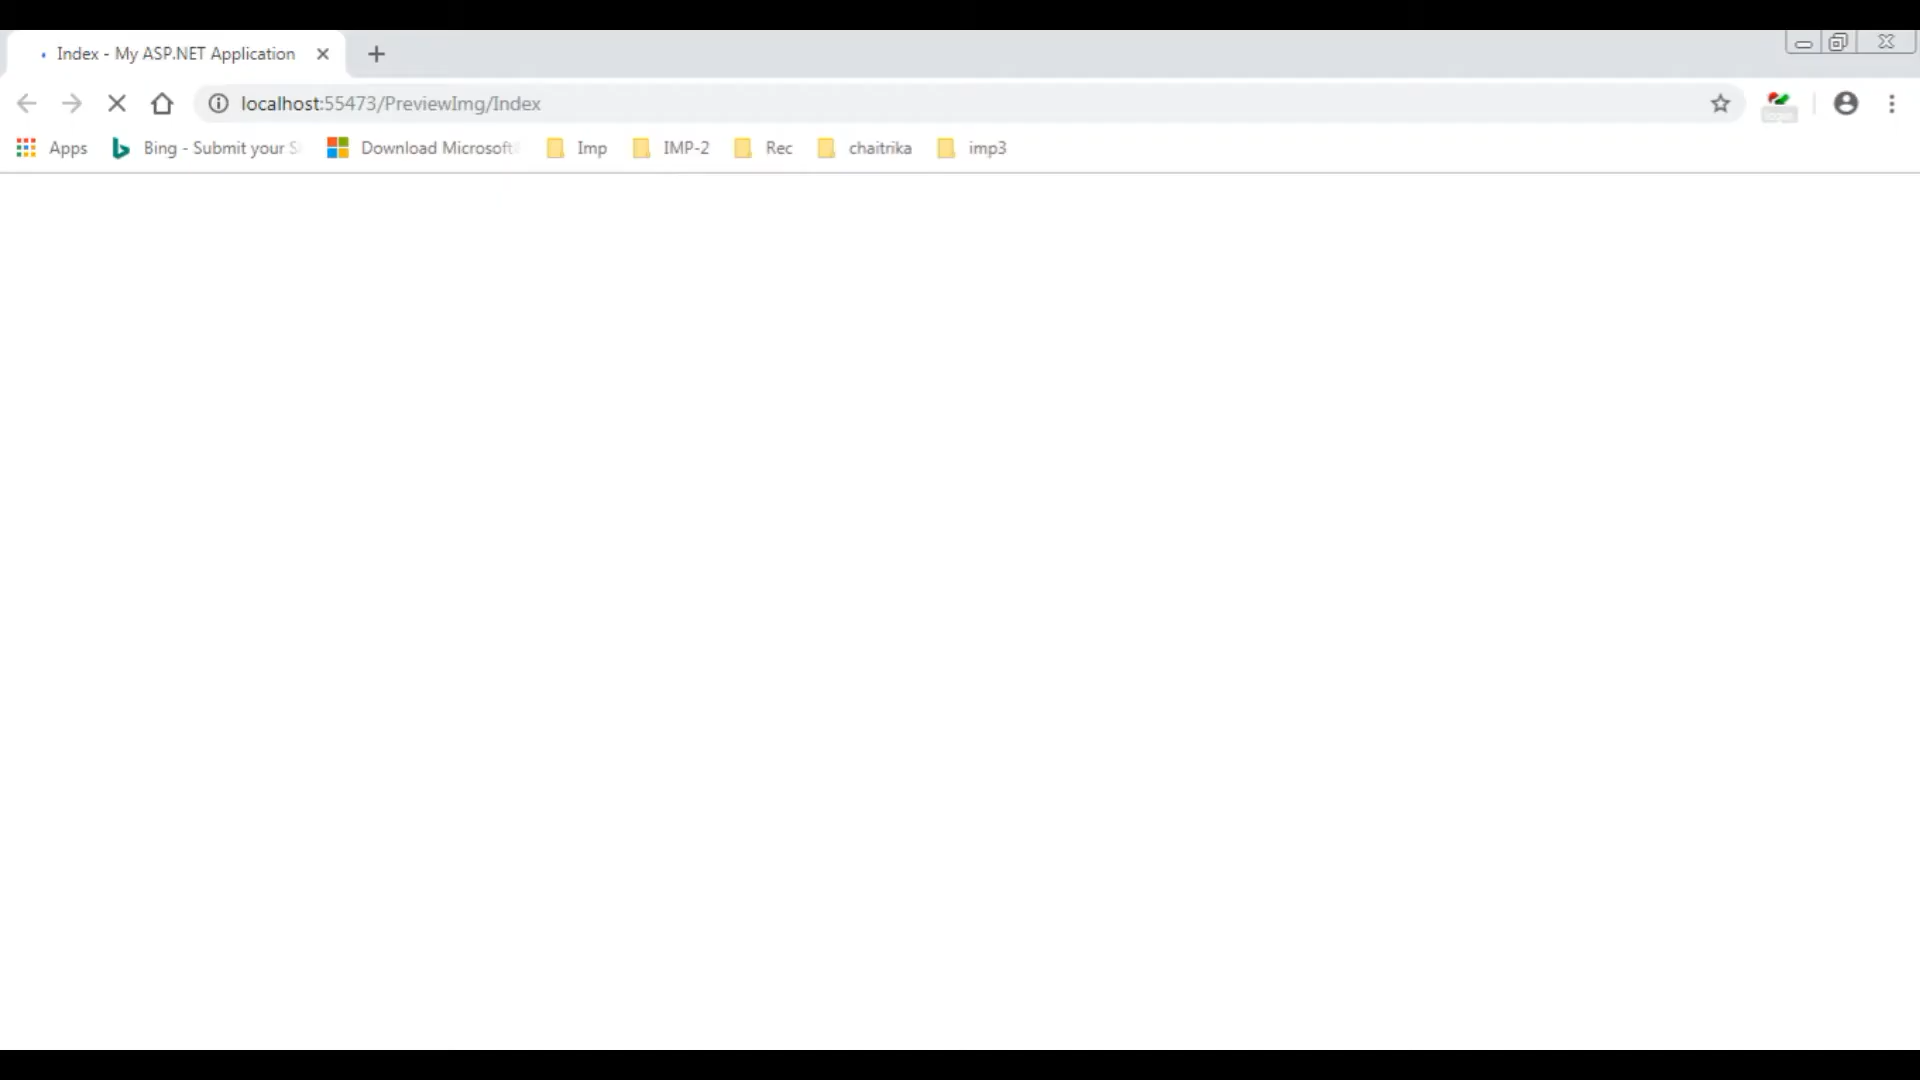 Index - My ASP.NET Application
localhost:55473/PreviewImg/Index
Apps Bing - Submit your S Download Microsoft Imp IMP-2 Rec chaitrika imp3